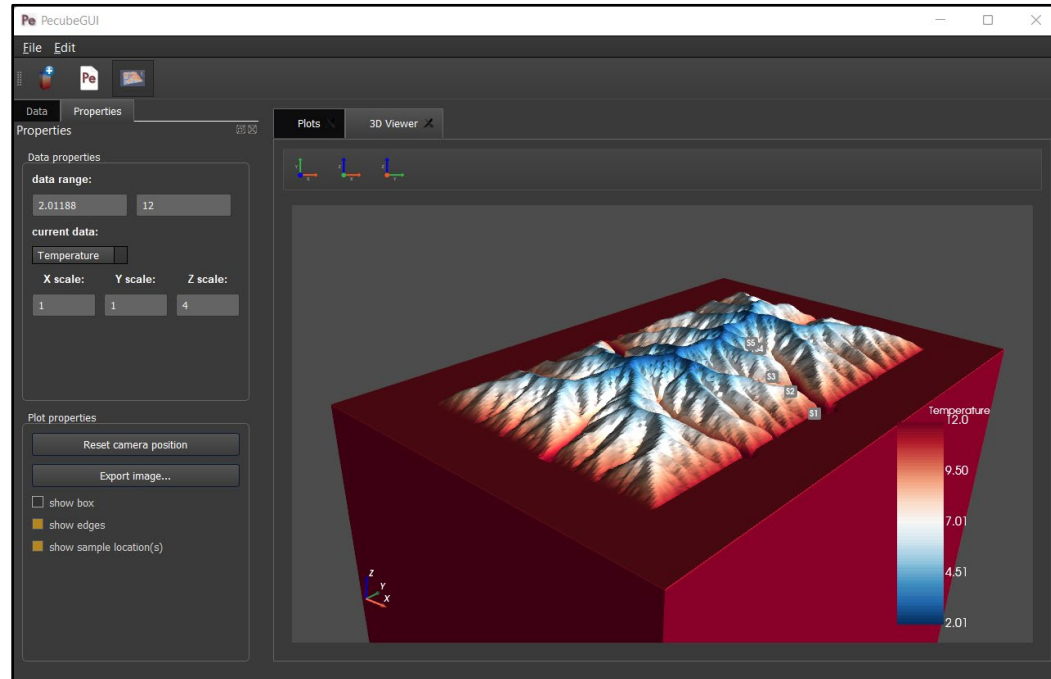 Pe PecubeGUI
File Edit
Pe
Data Properties
Properties
Data properties
data range:
2.01188 12
current data:
Temperature
X scale: Y scale: Z scale:
1 1 4
Plot properties
Reset camera position
Export image...
show box
show edges
show sample location(s)
Plots 3D Viewer
Y X
Z X
Z Y
S5 S4
S3
S2
S1
Temperature
12.0
9.50
7.01
4.51
2.01
Z
Y
X